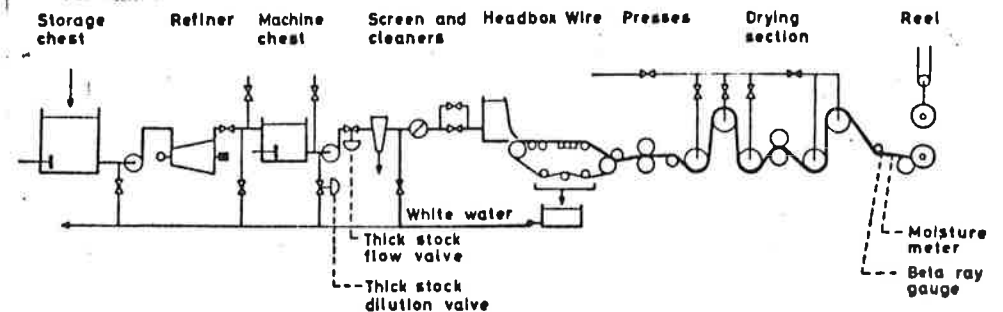 Storage
chest
Refiner
Machine
chest
Screen and
cleaners
Headbox Wire
Presses
Drying
section
Reel
White water
Thick stock
flow valve
Thick stock
dilution valve
Moisture
meter
Beta ray
gauge